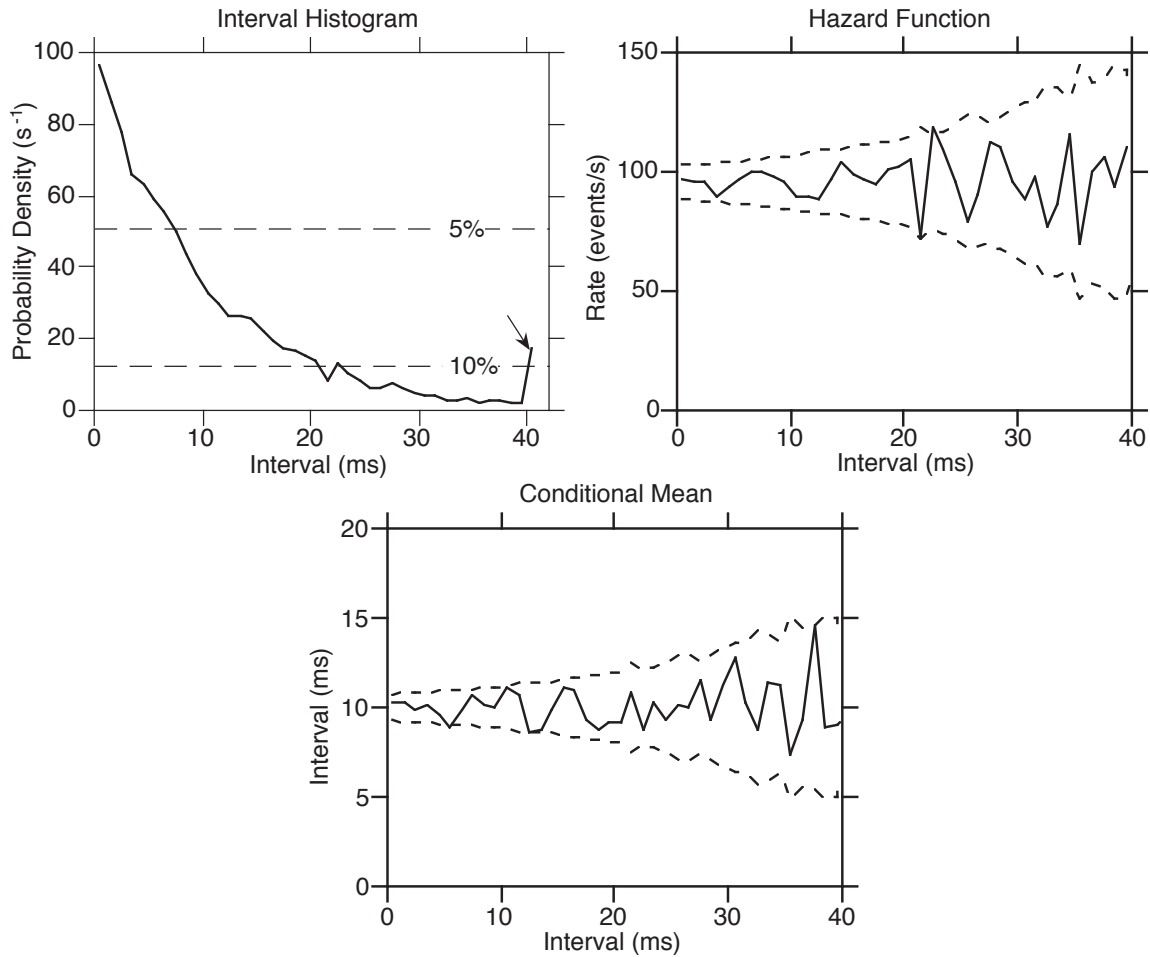 Interval Histogram
Probability Density (s-1)
100
80
60
40
20
0
5%
10%
0 10 20 30 40
Interval (ms)
Hazard Function
Rate (events/s)
150
100
50
0
0 10 20 30 40
Interval (ms)
Conditional Mean
Interval (ms)
20
15
10
5
0
0 10 20 30 40
Interval (ms)